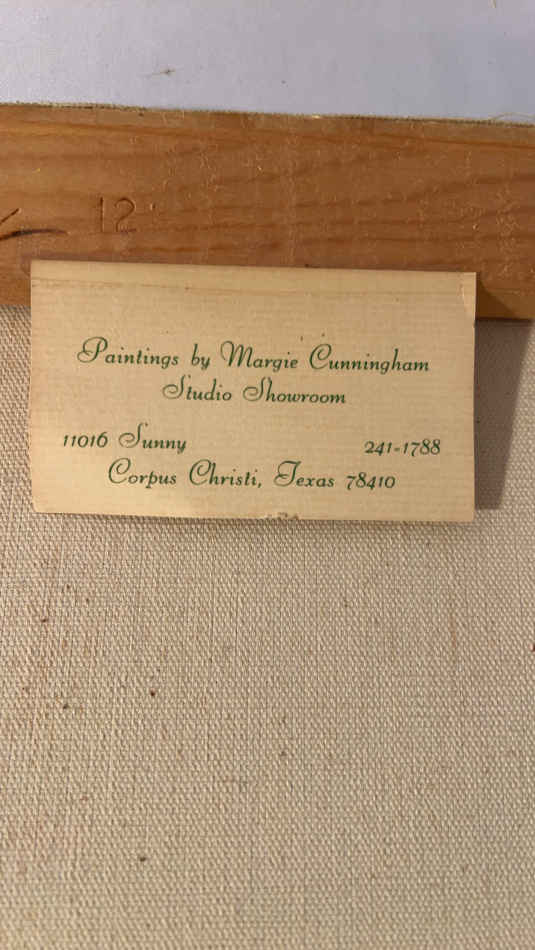 12
Paintings by Margie Cunningham
Studio Showroom
11016 Sunny 241-1788
Corpus Christi, Texas 78410